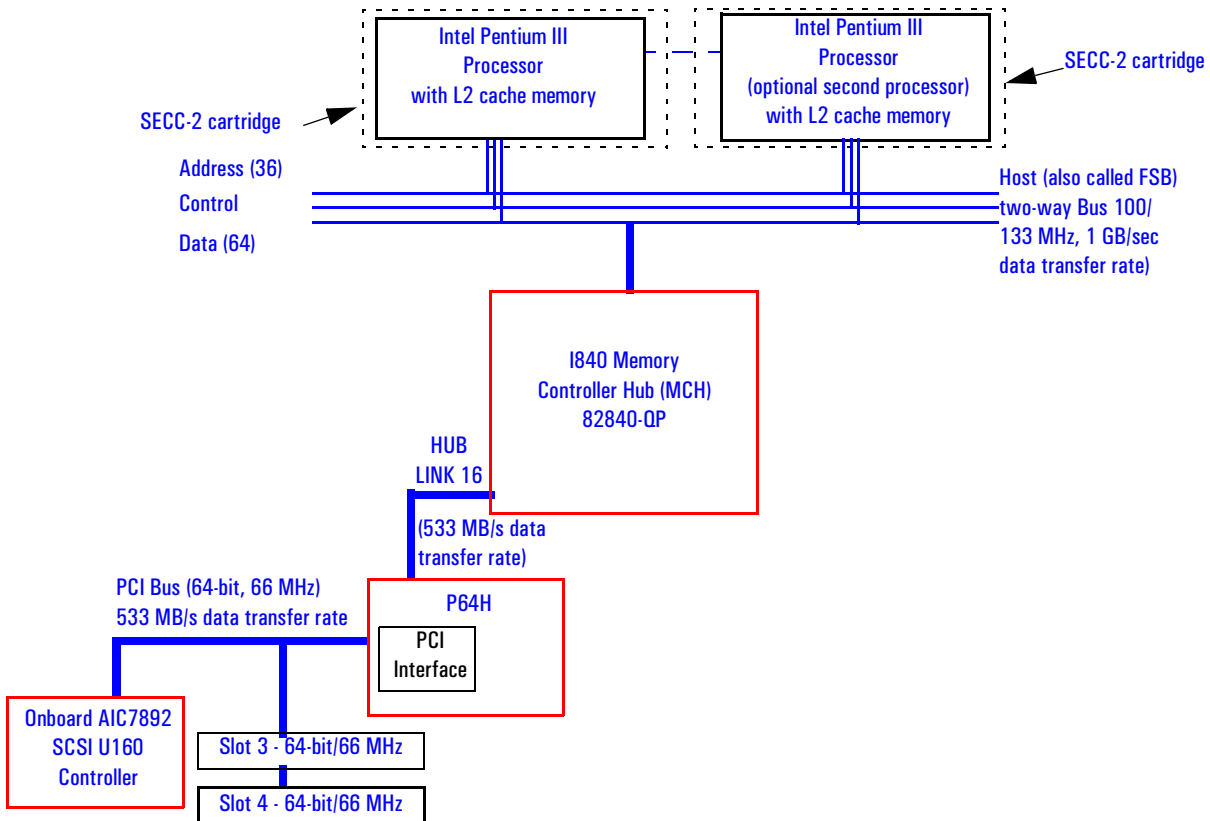 Intel Pentium III
Processor
with L2 cache memory
Intel Pentium III
Processor
(optional second processor)
with L2 cache memory
SECC-2 cartridge
SECC-2 cartridge
Address (36)
Control
Data (64)
Host (also called FSB)
two-way Bus 100/
133 MHz, 1 GB/sec
data transfer rate)
I840 Memory
Controller Hub (MCH)
82840-QP
HUB
LINK 16
(533 MB/s data
transfer rate)
PCI Bus (64-bit, 66 MHz)
533 MB/s data transfer rate
P64H
PCI
Interface
Onboard AIC7892
SCSI U160
Controller
Slot 3 - 64-bit/66 MHz
Slot 4 - 64-bit/66 MHz